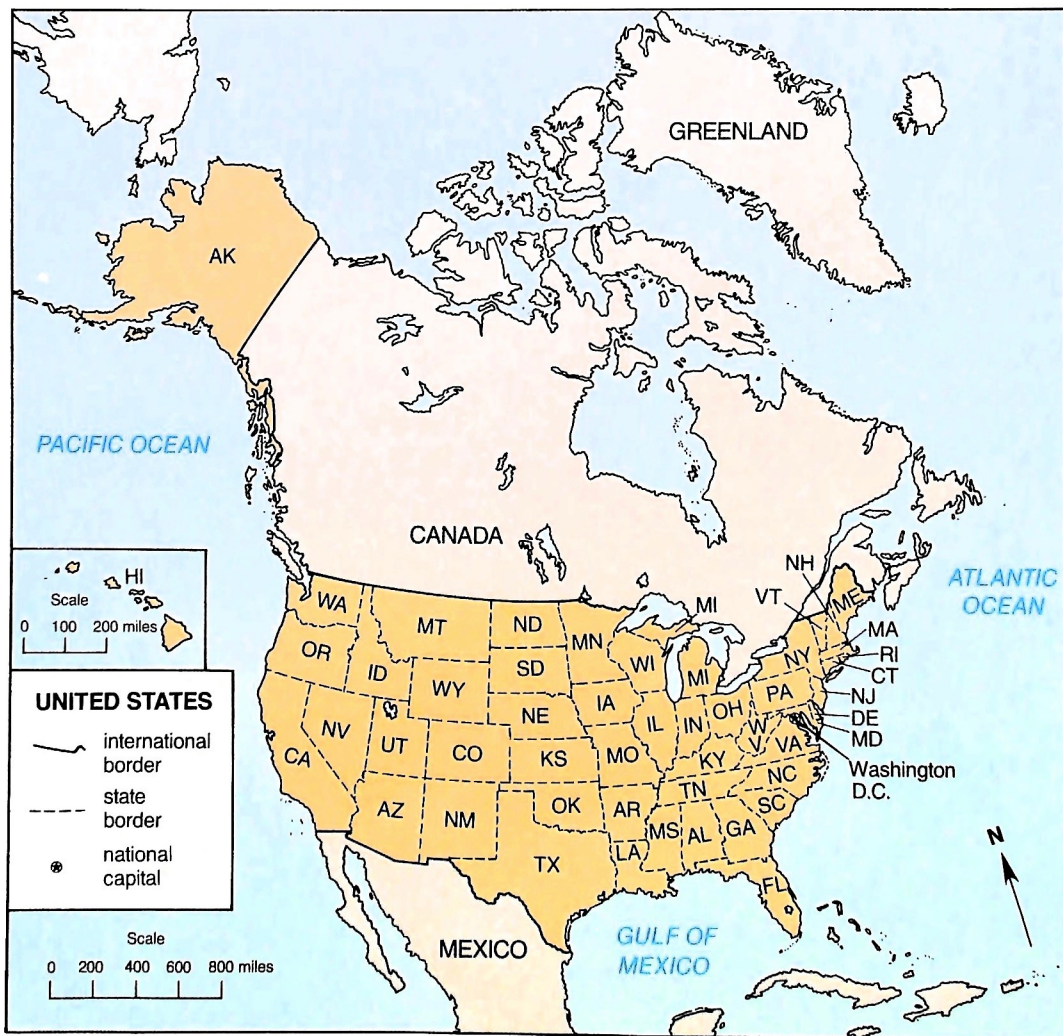 GREENLAND
AK
PACIFIC OCEAN
CANADA
HI
Scale
0 100 200 miles
ATLANTIC
OCEAN
NH
VT
MI
ME
WA
MT
ND
MN
MA
OR
ID
SD
WI
MI
NY
RI
CT
WY
PA
NJ
NE
IA
IL
IN
OH
DE
MD
NV
UT
CO
W
V
VA
CA
KS
MO
KY
Washington
D.C.
NC
TN
AZ
NM
OK
AR
SC
MS
AL
GA
TX
LA
FL
GULF OF
MEXICO
MEXICO
N
UNITED STATES
international
border
state
border
national
capital
Scale
0 200 400 600 800 miles